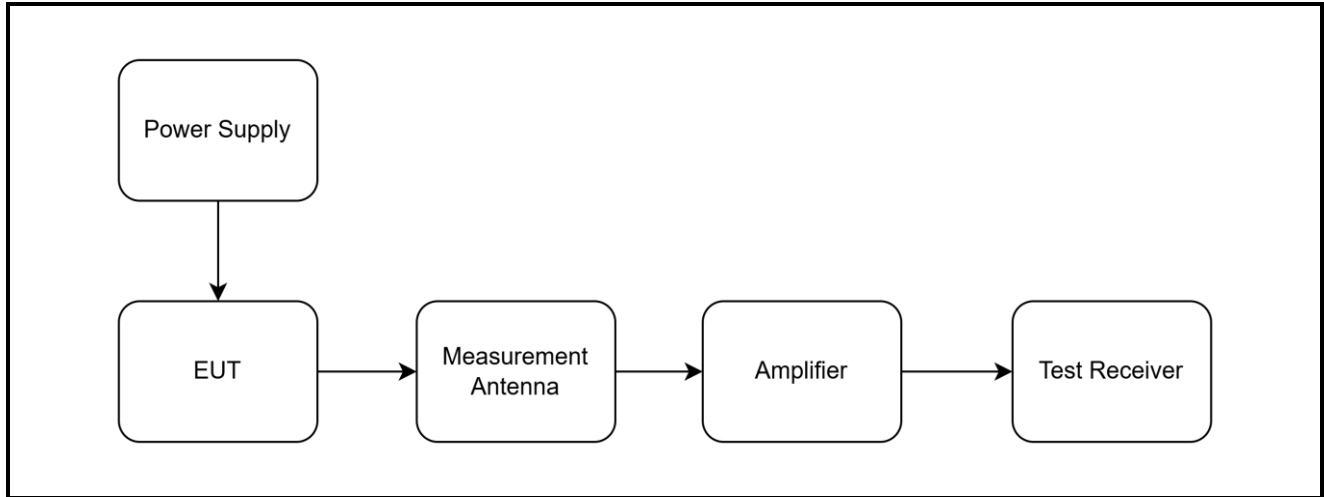 Power Supply
EUT
Measurement
Antenna
Amplifier
Test Receiver